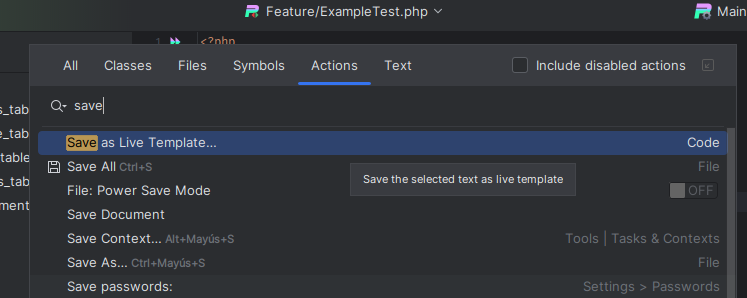 Feature/ExampleTest.php
Main
1 <?php
All Classes Files Symbols Actions Text Include disabled actions
save
s_tab
Save as Live Template... Code
e_tab
Save All Ctrl+S File
table
File: Power Save Mode OFF
Save the selected text as live template
s_tab
ment
Save Document
Save Context... Alt+Mayús+S Tools | Tasks & Contexts
Save As... Ctrl+Mayús+S File
Save passwords: Settings > Passwords